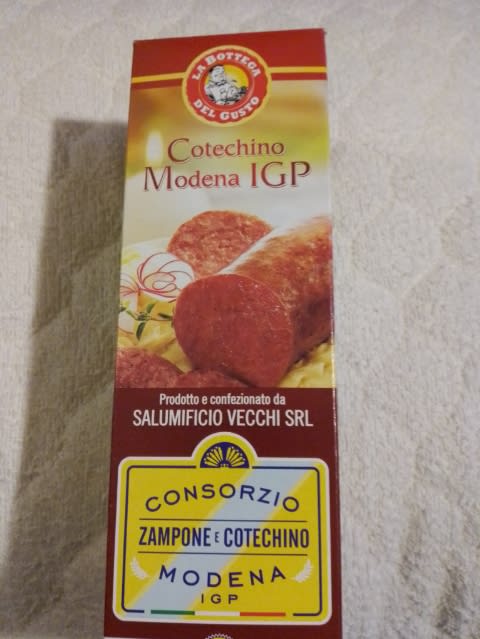 LA BOTTEGA
DEL GUSTO
Cotechino
Modena IGP
Prodotto e confezionato da
SALUMIFICIO VECCHI SRL
CONSORZIO
ZAMPONE E COTECHINO
MODENA
IGP